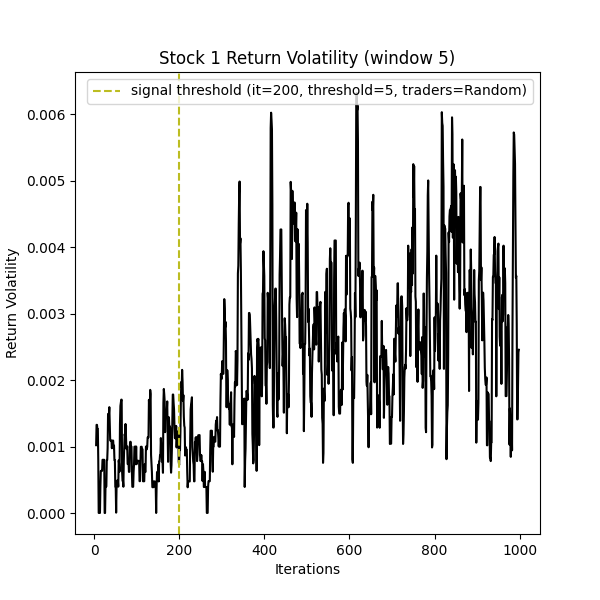 Stock 1 Return Volatility (window 5)
signal threshold (it=200, threshold=5, traders=Random)
0.006
0.005
0.004
0.003
0.002
0.001
0.000
Return Volatility
0 200 400 600 800 1000
Iterations